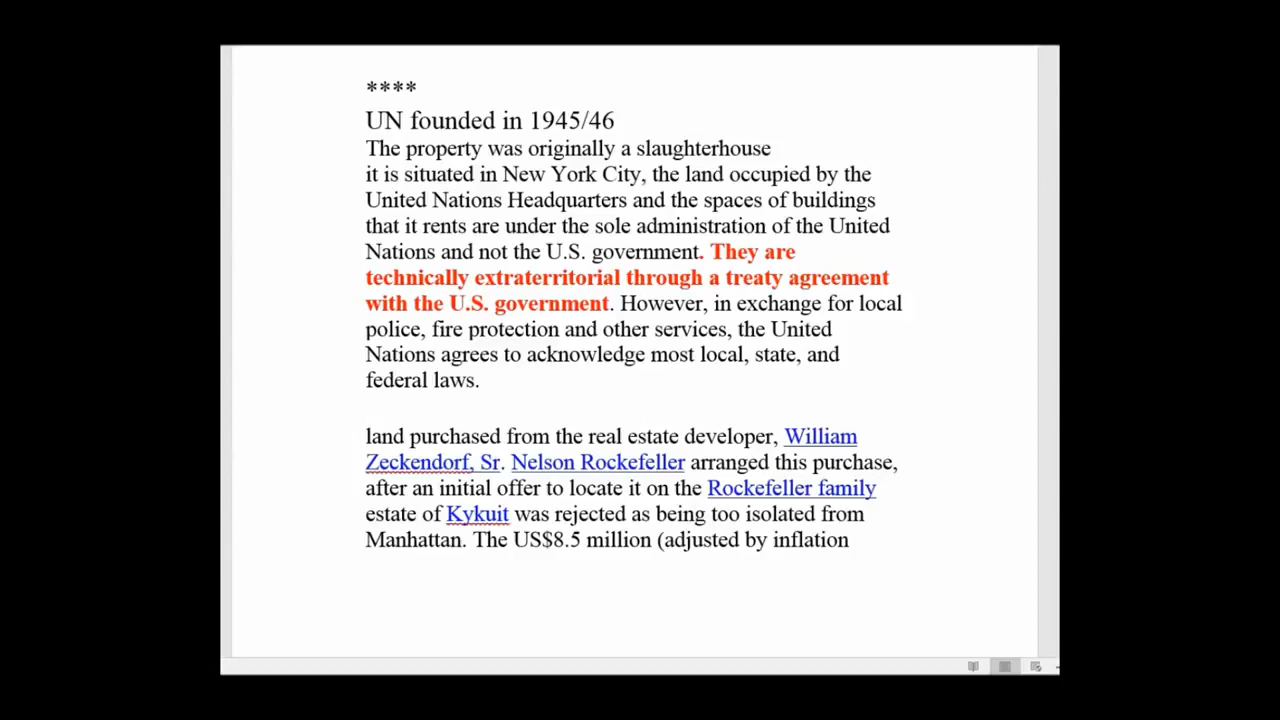 ****
UN founded in 1945/46
The property was originally a slaughterhouse
it is situated in New York City, the land occupied by the
United Nations Headquarters and the spaces of buildings
that it rents are under the sole administration of the United
Nations and not the U.S. government. They are
technically extraterritorial through a treaty agreement
with the U.S. government. However, in exchange for local
police, fire protection and other services, the United
Nations agrees to acknowledge most local, state, and
federal laws.
land purchased from the real estate developer, William
Zeckendorf, Sr. Nelson Rockefeller arranged this purchase,
after an initial offer to locate it on the Rockefeller family
estate of Kykuit was rejected as being too isolated from
Manhattan. The US$8.5 million (adjusted by inflation